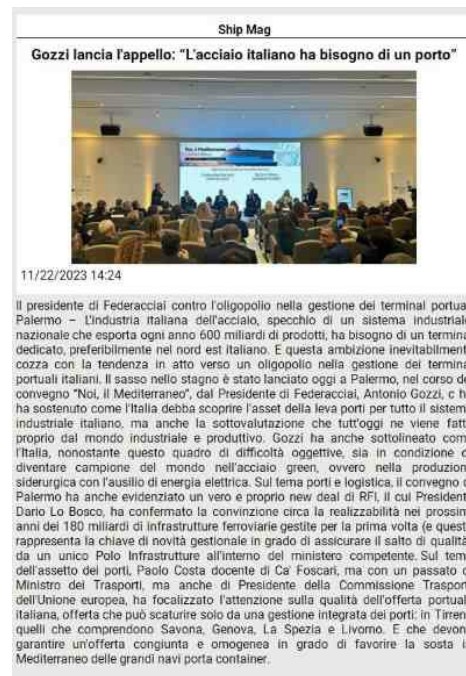 Ship Mag
Gozzi lancia l'appello: “L'acciaio italiano ha bisogno di un porto”
11/22/2023 14:24
Il presidente di Federacciai contro l'oligopolio nella gestione dei terminal portua
Palermo – L'industria italiana dell'acciaio, specchio di un sistema industriale
nazionale che esporta ogni anno 600 miliardi di prodotti, ha bisogno di un termina
dedicato, preferibilmente nel nord est italiano. E questa ambizione inevitabilment
cozza con la tendenza in atto verso un oligopolio nella gestione dei termina
portuali italiani. Il sasso nello stagno è stato lanciato oggi a Palermo, nel corso de
convegno “Noi, il Mediterraneo”, dal Presidente di Federacciai, Antonio Gozzi, c h
ha sostenuto come l'Italia debba scoprire l'asset della leva porti per tutto il sistem
industriale italiano, ma anche la sottovalutazione che tutt'oggi ne viene fatt
proprio dal mondo industriale e produttivo. Gozzi ha anche sottolineato com
l'Italia, nonostante questo quadro di difficoltà oggettive, sia in condizione d
diventare campione del mondo nell'acciaio green, ovvero nella produzion
siderurgica con l'ausilio di energia elettrica. Sul tema porti e logistica, il convegno d
Palermo ha anche evidenziato un vero e proprio new deal di RFI, il cui President
Dario Lo Bosco, ha confermato la convinzione circa la realizzabilità nei prossim
anni dei 180 miliardi di infrastrutture ferroviarie gestite per la prima volta (e quest
rappresenta la chiave di novità gestionale in grado di assicurare il salto di qualità
da un unico Polo Infrastrutture all'interno del ministero competente. Sul tem
dell'assetto dei porti, Paolo Costa docente di Ca' Foscari, ma con un passato d
Ministro dei Trasporti, ma anche di Presidente della Commissione Traspor
dell'Unione europea, ha focalizzato l'attenzione sulla qualità dell'offerta portual
italiana, offerta che può scaturire solo da una gestione integrata dei porti: in Tirren
quelli che comprendono Savona, Genova, La Spezia e Livorno. E che devon
garantire un'offerta congiunta e omogenea in grado di favorire la sosta i
Mediterraneo delle grandi navi porta container.